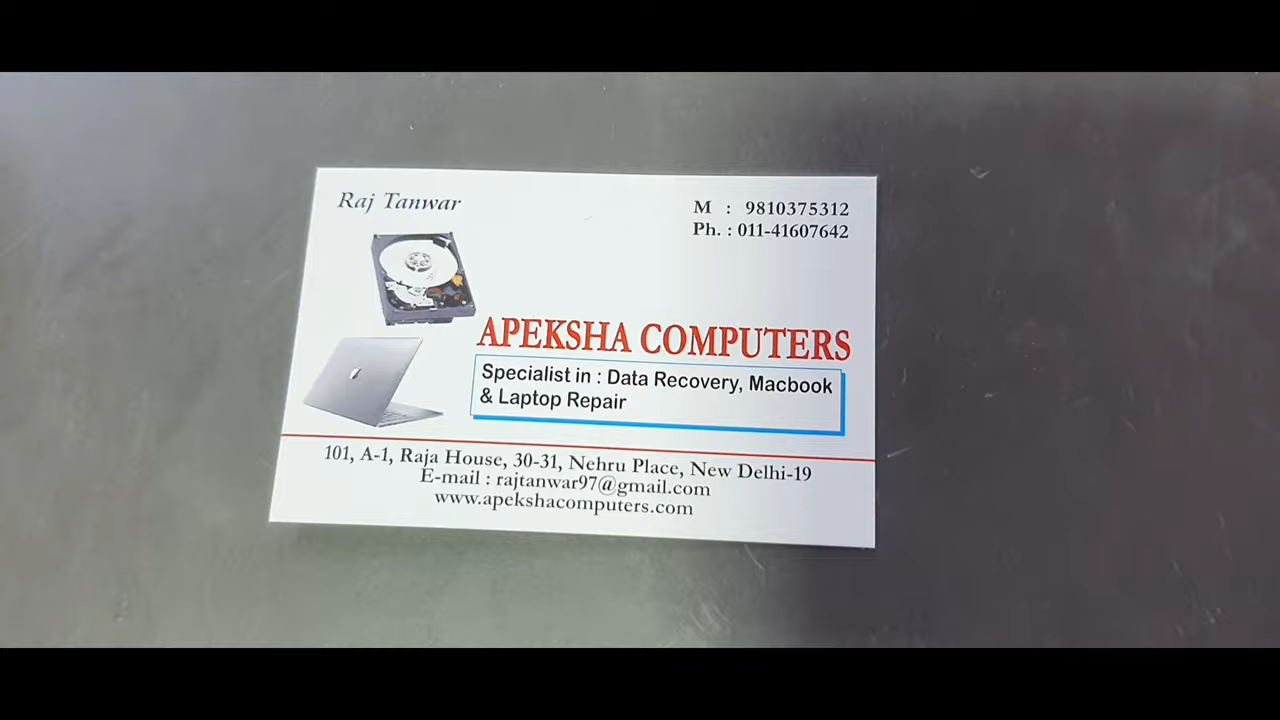 Raj Tanwar
M : 9810375312
Ph. : 011-41607642
APEKSHA COMPUTERS
Specialist in : Data Recovery, Macbook
& Laptop Repair
101, A-1, Raja House, 30-31, Nehru Place, New Delhi-19
E-mail : rajtanwar97@gmail.com
www.apekshacomputers.com